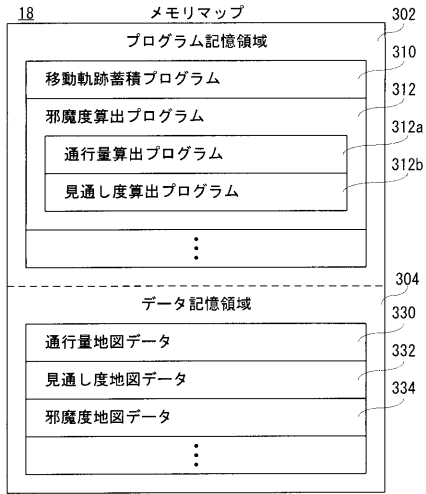 18 メモリマップ
302
プログラム記憶領域
310
移動軌跡蓄積プログラム
312
邪魔度算出プログラム
312a
通行量算出プログラム
312b
見通し度算出プログラム
304
データ記憶領域
330
通行量地図データ
332
見通し度地図データ
334
邪魔度地図データ